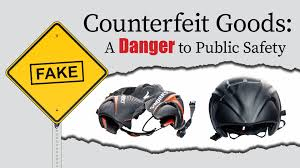 Counterfeit Goods:
A Danger to Public Safety
FAKE